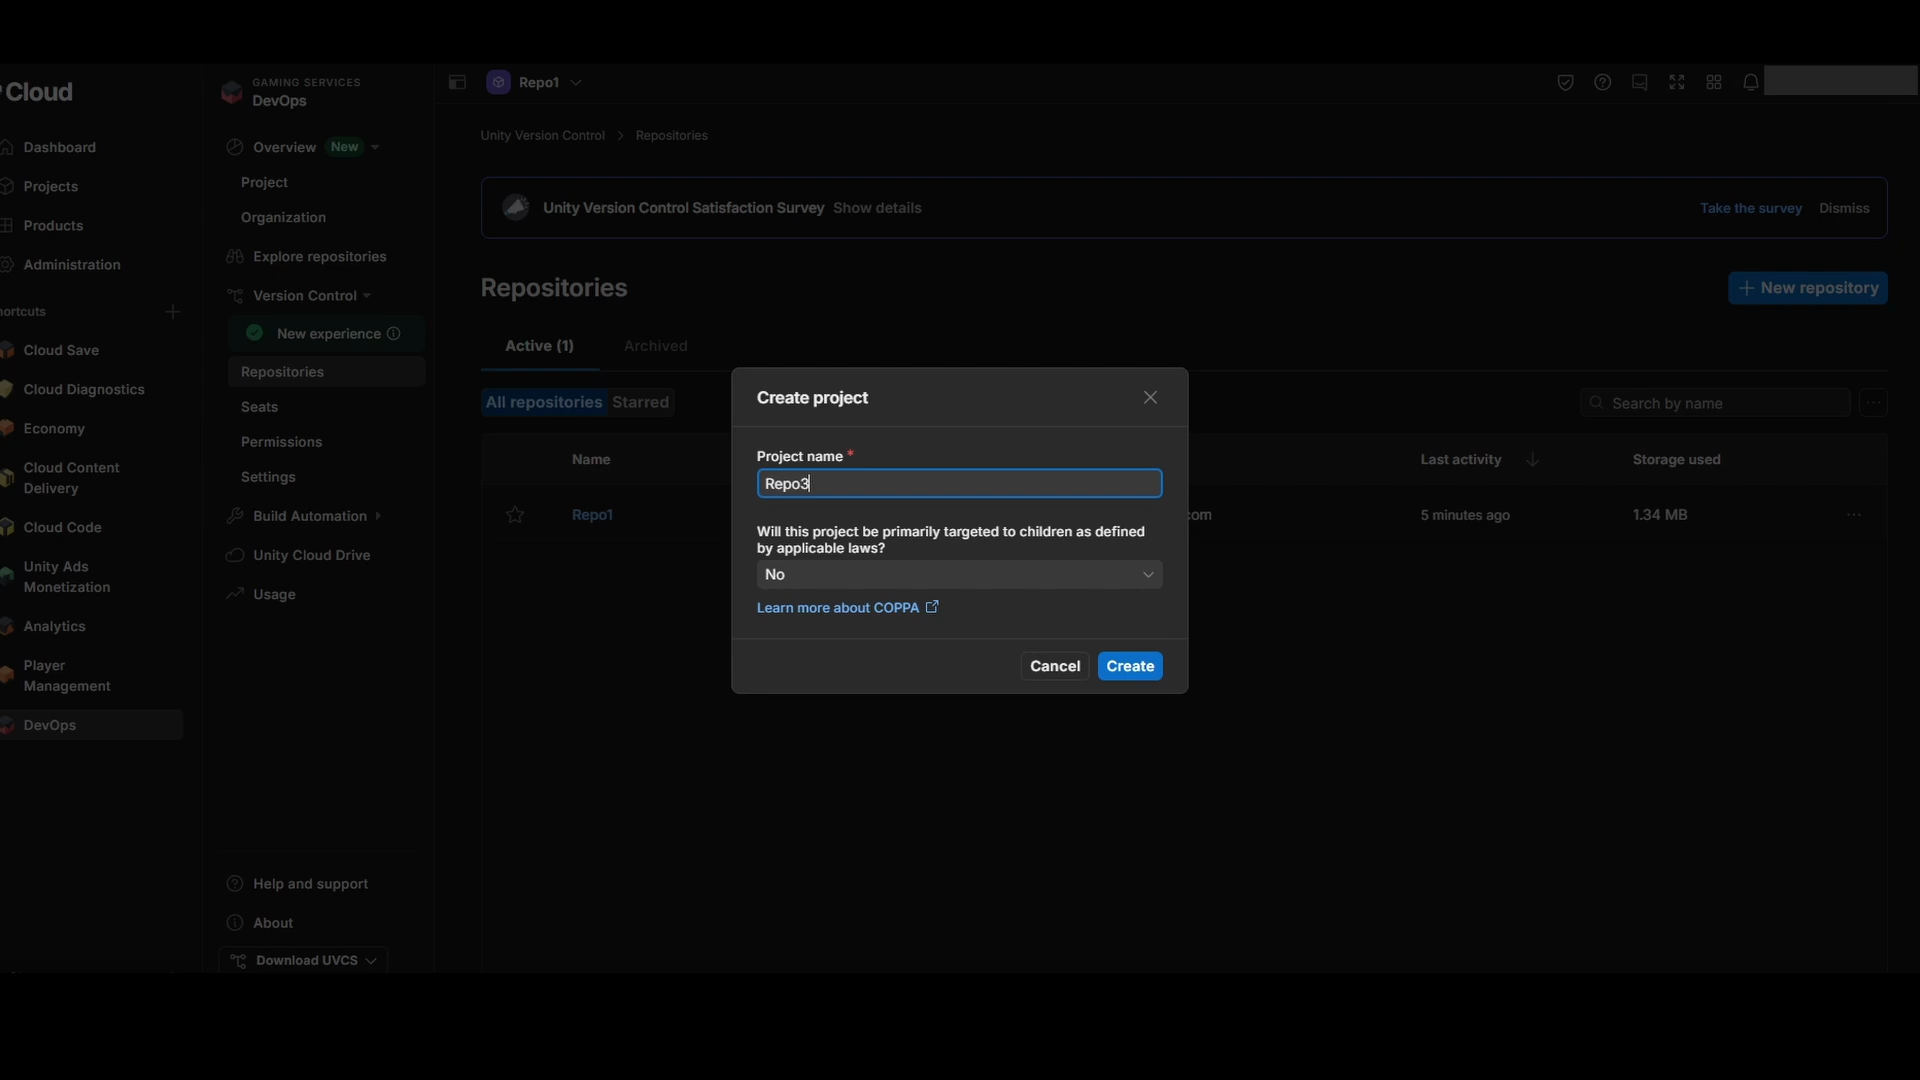 Cloud
Dashboard
Projects
Products
Administration
Cloud Save
Cloud Diagnostics
Economy
Cloud Content
Delivery
Cloud Code
Unity Ads
Monetization
Analytics
Player
Management
DevOps
GAMING SERVICES
DevOps
Overview New
Project
Organization
Explore repositories
Version Control
New experience
Repositories
Seats
Permissions
Settings
Build Automation
Unity Cloud Drive
Usage
Help and support
About
Download UVCS
Repo1
Unity Version Control > Repositories
Unity Version Control Satisfaction Survey Show details
Take the survey Dismiss
Repositories
+ New repository
Active (1) Archived
All repositories Starred
Search by name
Name Last activity Storage used
Repo1 com 5 minutes ago 1.34 MB
Create project
Project name *
Repo3
Will this project be primarily targeted to children as defined
by applicable laws?
No
Learn more about COPPA
Cancel Create